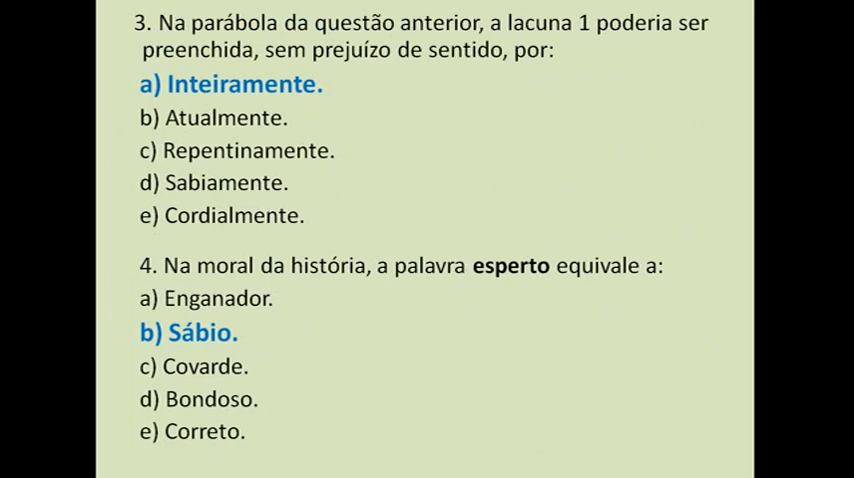 3. Na parábola da questão anterior, a lacuna 1 poderia ser
preenchida, sem prejuízo de sentido, por:
a) Inteiramente.
b) Atualmente.
c) Repentinamente.
d) Sabiamente.
e) Cordialmente.
4. Na moral da história, a palavra esperto equivale a:
a) Enganador.
b) Sábio.
c) Covarde.
d) Bondoso.
e) Correto.